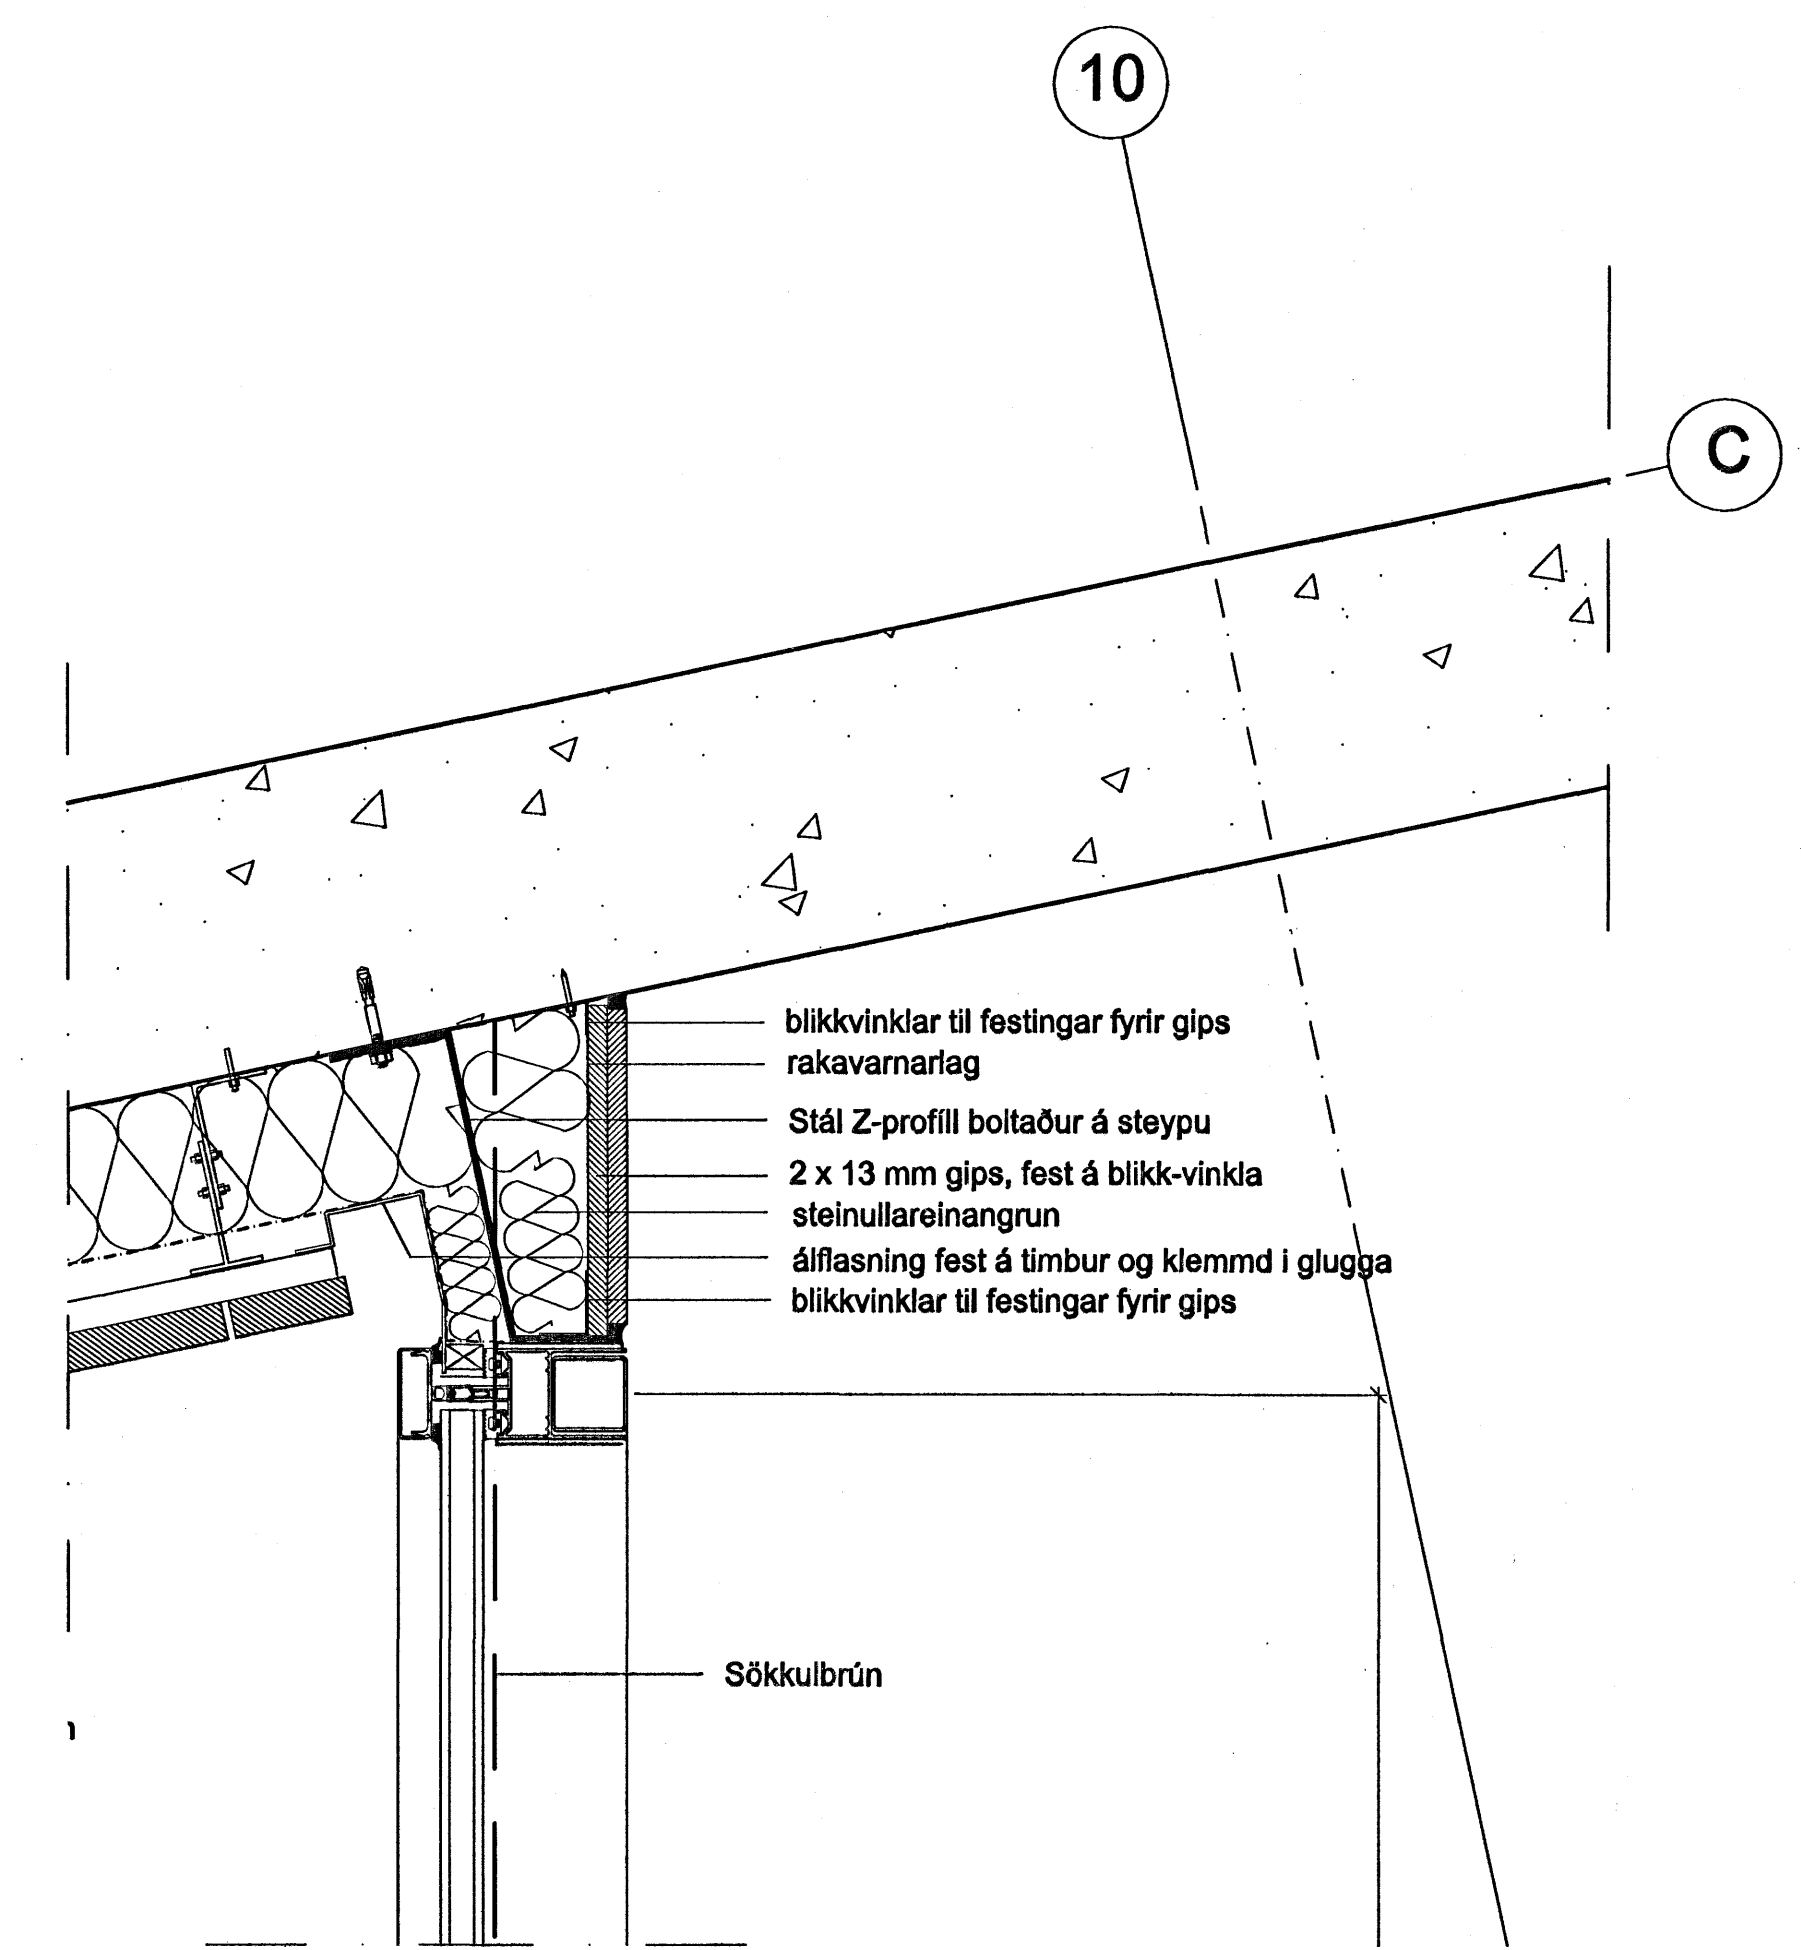 10
C
blikkvinklar til festingar fyrir gips
rakavarnarlag
Stál Z-profíll boltaður á steypu
2 x 13 mm gips, fest á blikk-vinkla
steinullareinangrun
álflasning fest á timbur og klemmd i glugga
blikkvinklar til festingar fyrir gips
Sökkulbrún